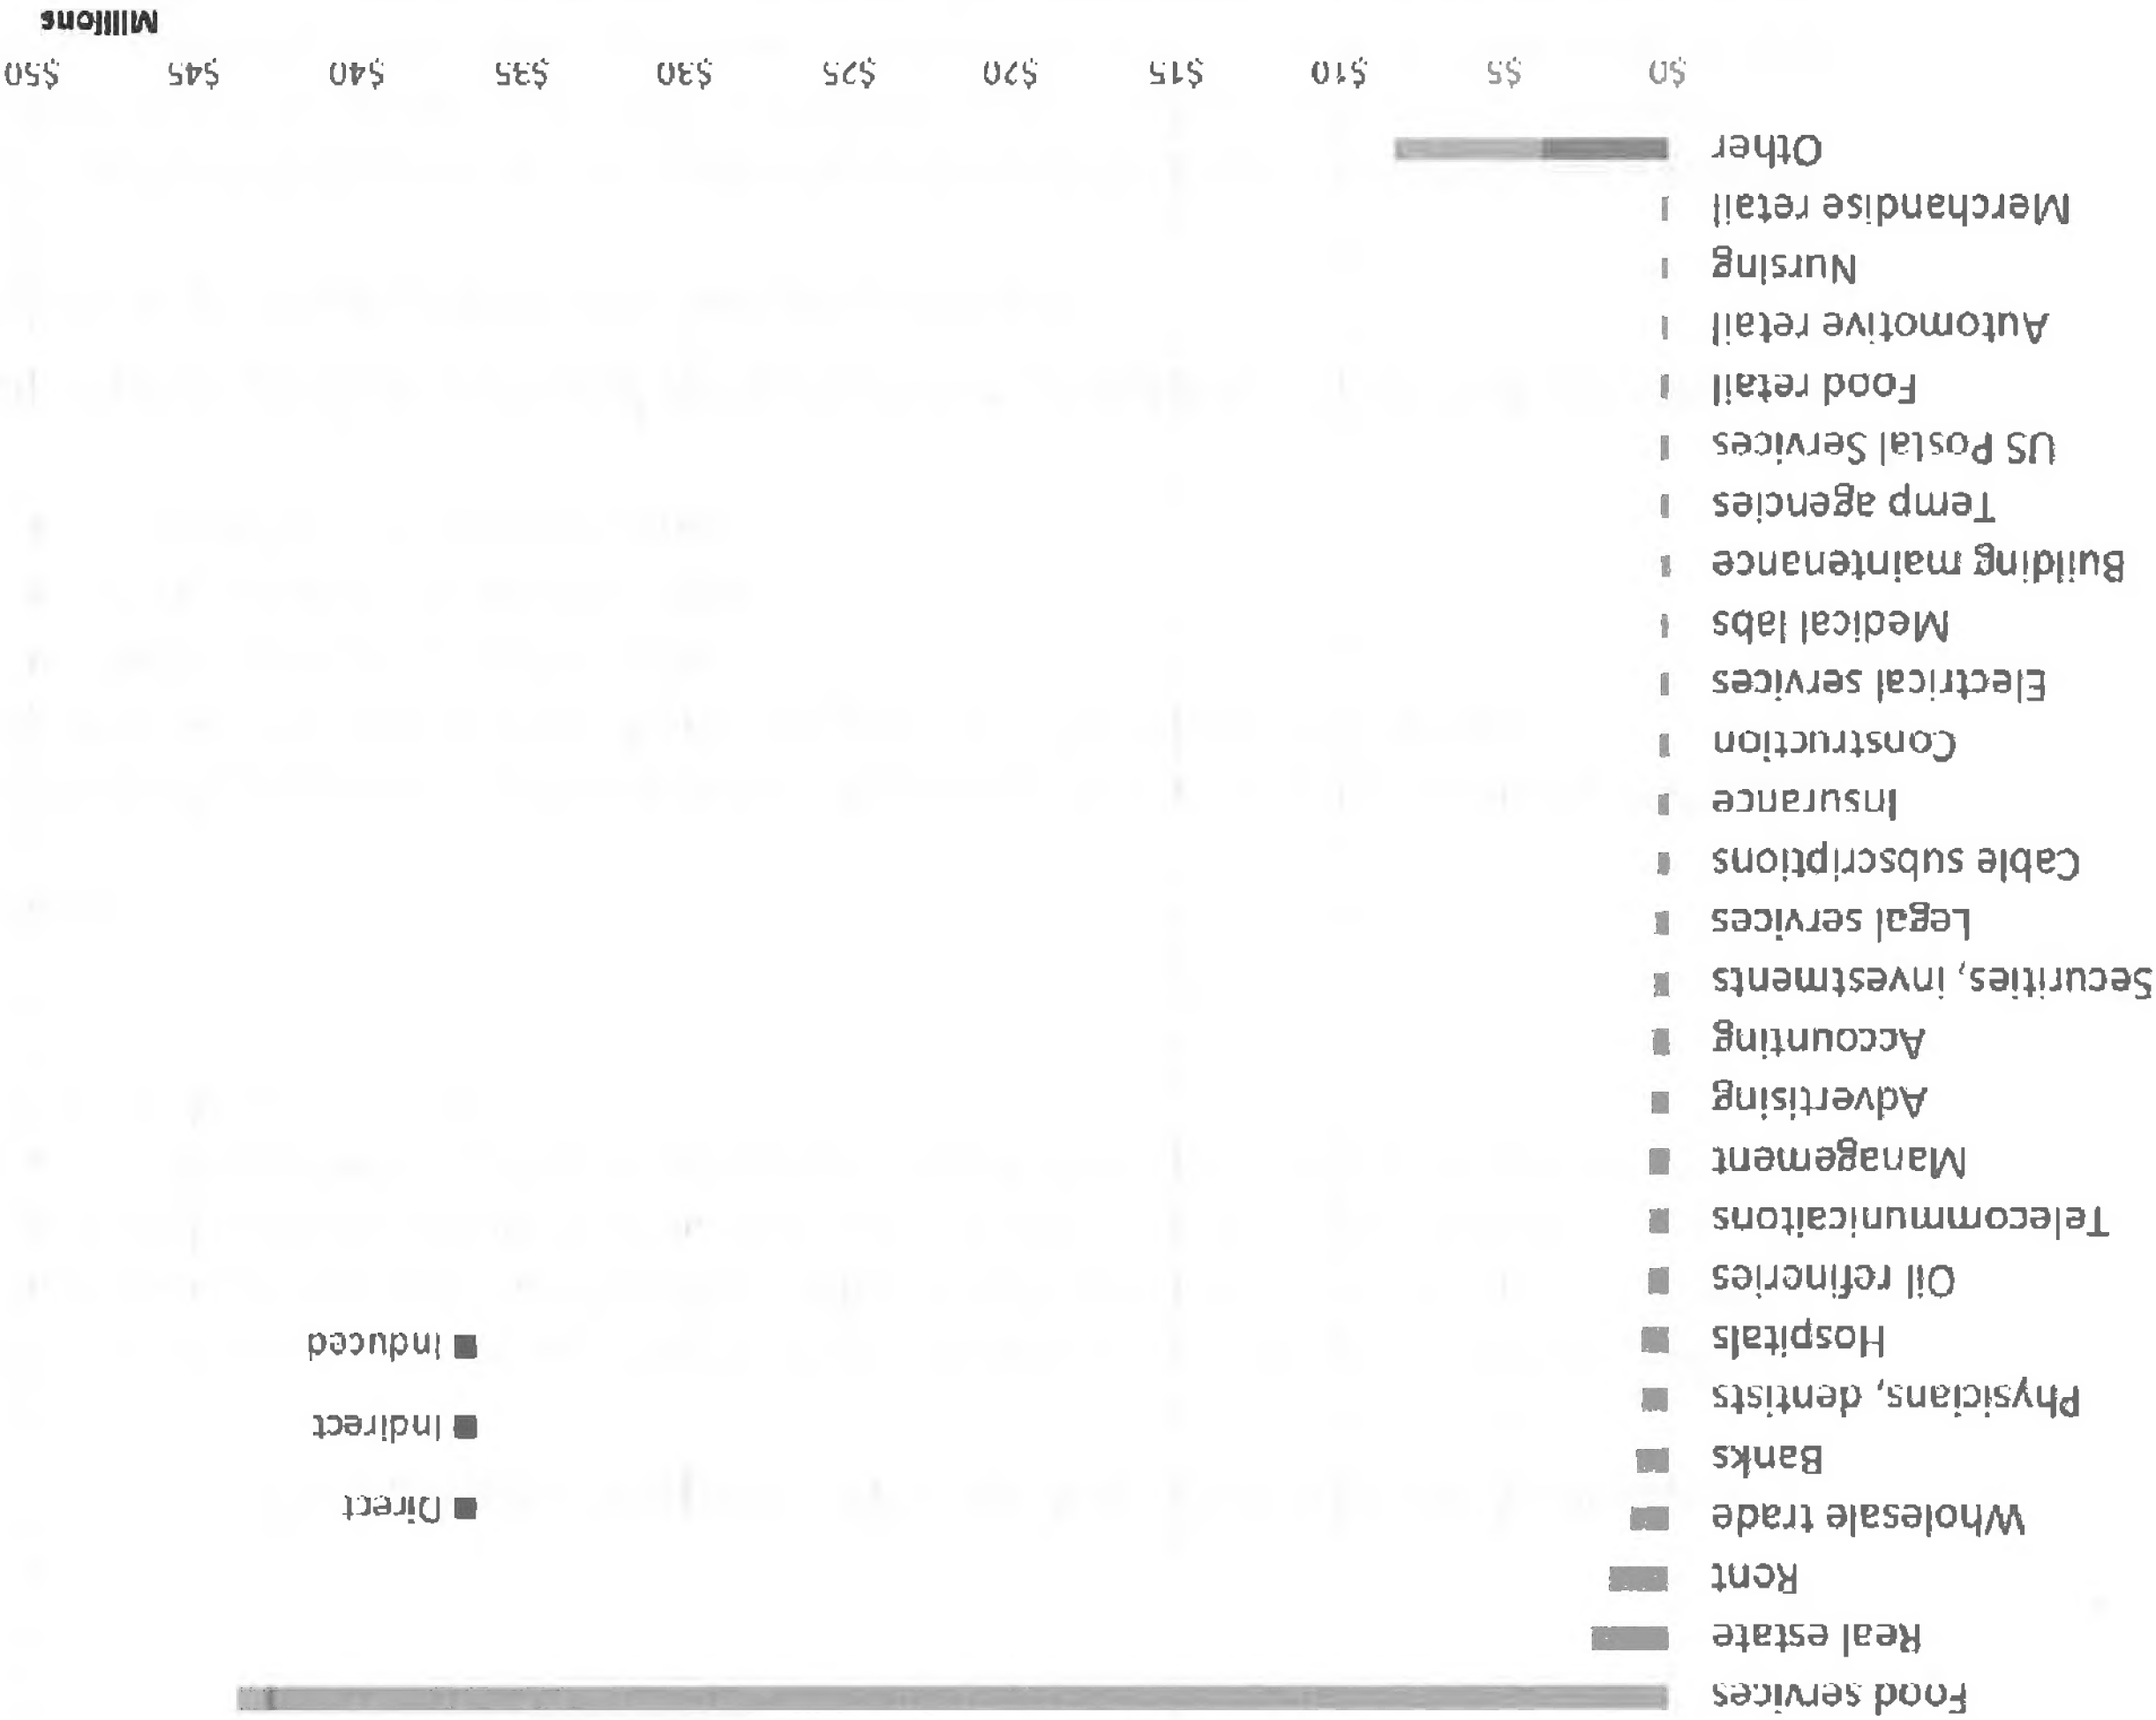 Food services
Real estate
Rent
Wholesale trade
Banks
Physicians, dentists
Hospitals
Oil refineries
Telecommunicaitons
Management
Advertising
Accounting
Securities, investments
Legal services
Cable subscriptions
Insurance
Construction
Electrical services
Medical labs
Building maintenance
Temp agencies
US Postal Services
Food retail
Automotive retail
Nursing
Merchandise retail
Other
Direct
Indirect
Induced
$0 $5 $10 $15 $20 $25 $30 $35 $40 $45 $50
Millions